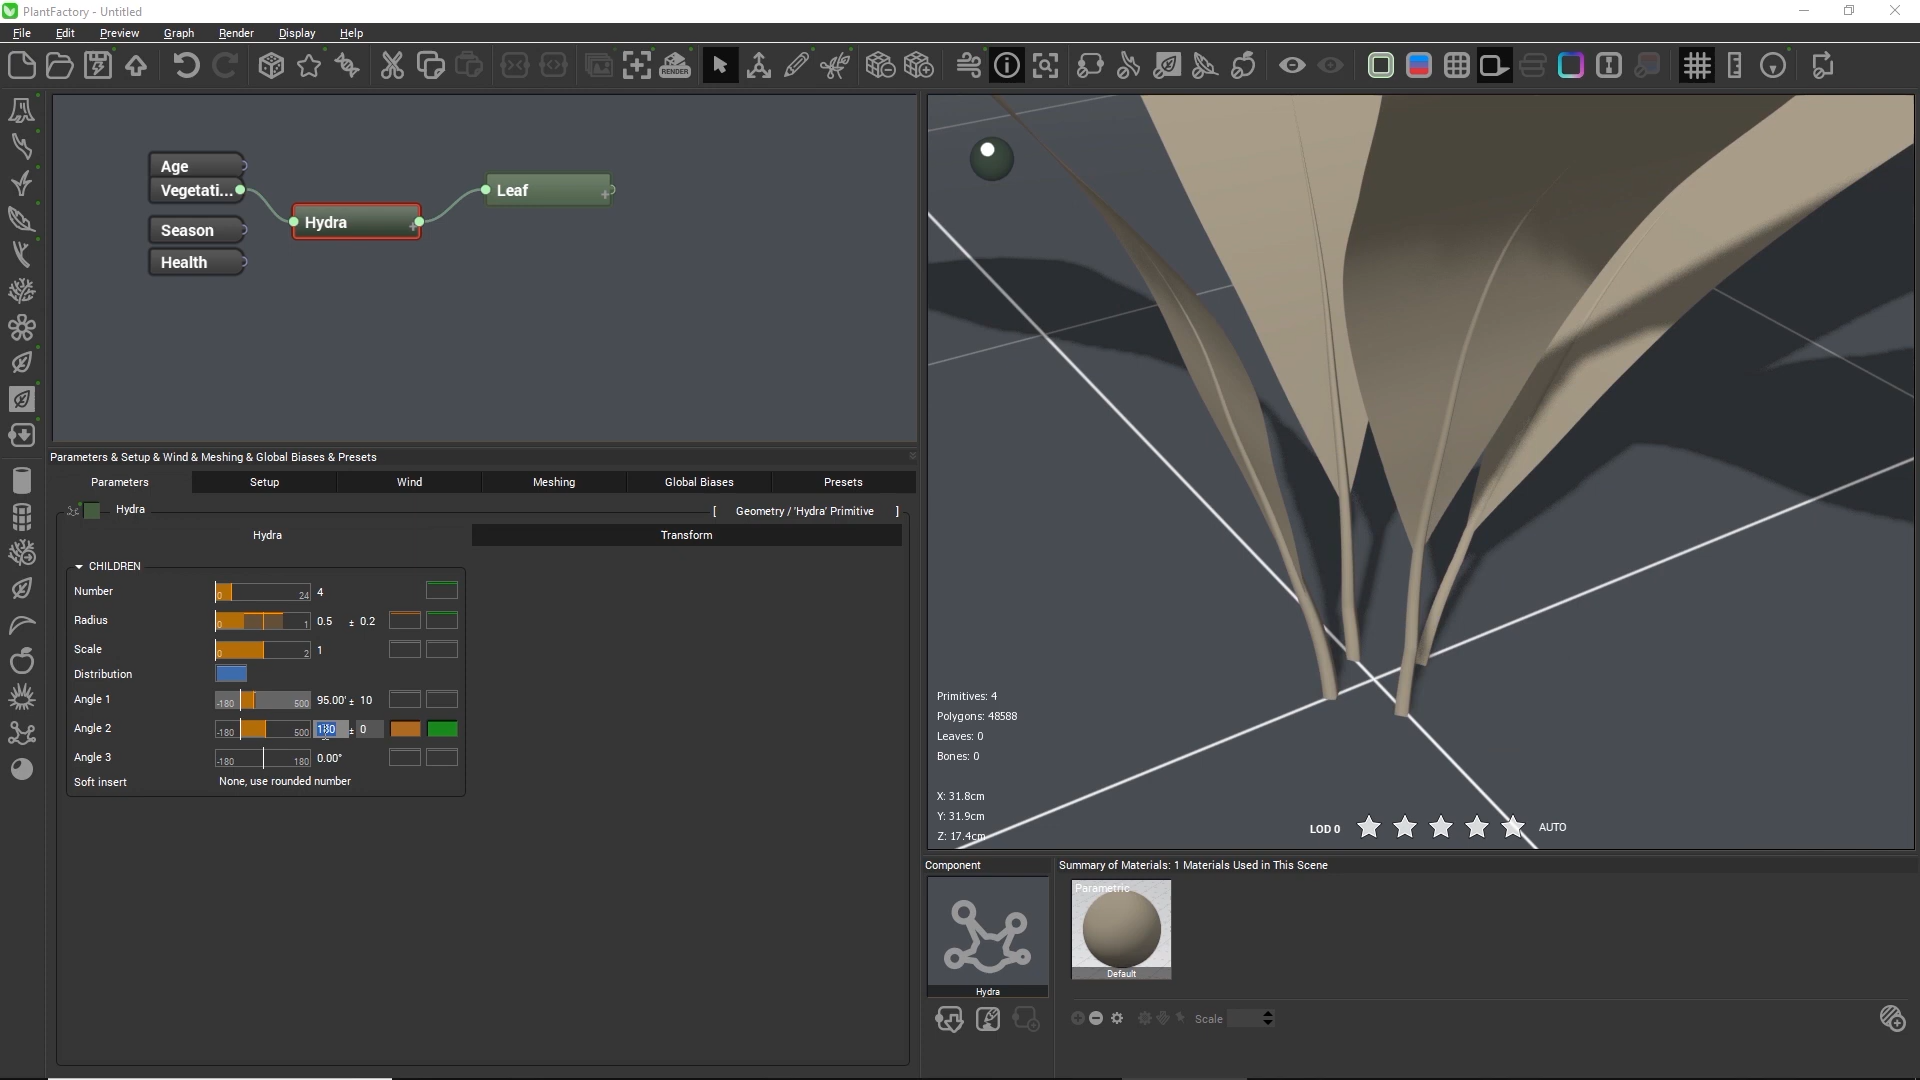 PlantFactory - Untitled
File Edit Preview Graph Render Display Help
RENDER
Age
Vegetati...
Season
Health
Hydra
Leaf
Parameters & Setup & Wind & Meshing & Global Biases & Presets
Parameters Setup Wind Meshing Global Biases Presets
Hydra [ Geometry / 'Hydra' Primitive ]
Hydra Transform
CHILDREN
Number 0 24 4
Radius 0 1 0.5 ± 0.2
Scale 0 2 1
Distribution
Angle 1 -180 500 95.00° ± 10
Angle 2 -180 500 180 ± 0
Angle 3 -180 180 0.00°
Soft insert None, use rounded number
Primitives: 4
Polygons: 48588
Leaves: 0
Bones: 0
X: 31.8cm
Y: 31.9cm
Z: 17.4cm
LOD 0 AUTO
Component
Hydra
Summary of Materials: 1 Materials Used in This Scene
Parametric
Default
Scale